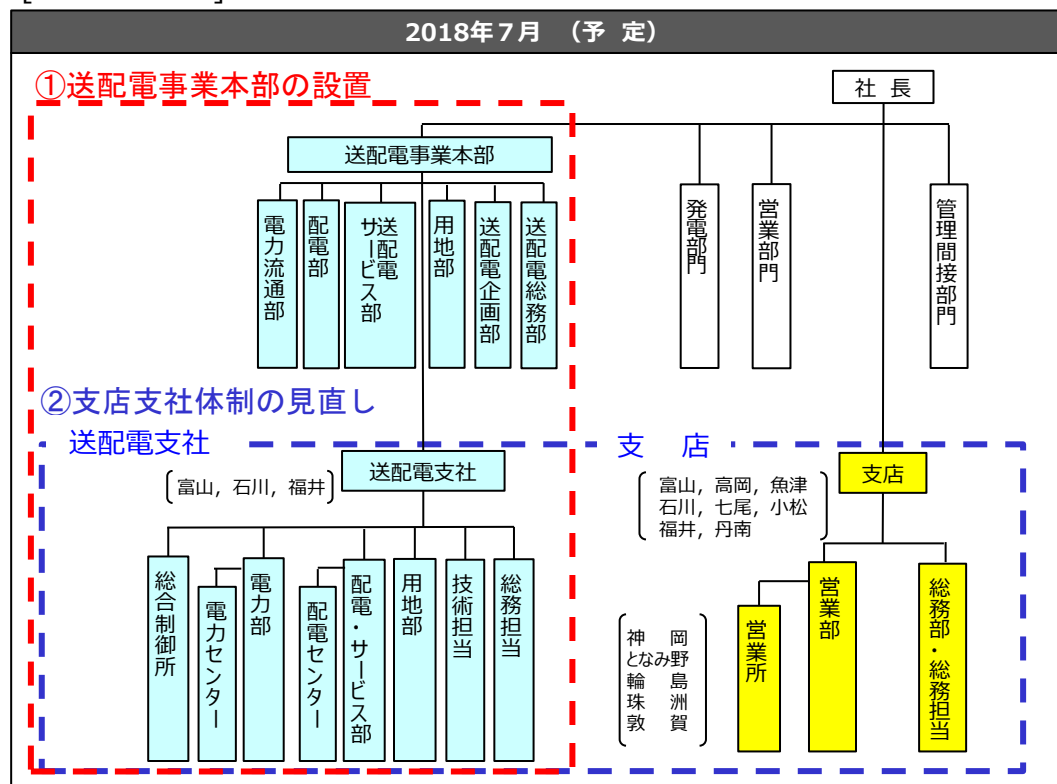 2018年７月 （予 定）
①送配電事業本部の設置
社 長
送配電事業本部
電力流通部
配電部
送配電
サービス部
用地部
送配電企画部
送配電総務部
発電部門
営業部門
管理間接部門
②支店支社体制の見直し
送配電支社
支 店
送配電支社
富山，石川，福井
支店
富山，高岡，魚津
石川，七尾，小松
福井，丹南
総合制御所
電力センター
電力部
配電センター
配電・サービス部
用地部
技術担当
総務担当
神 岡
となみ野
輪 島
珠 洲
敦 賀
営業所
営業部
総務部・総務担当